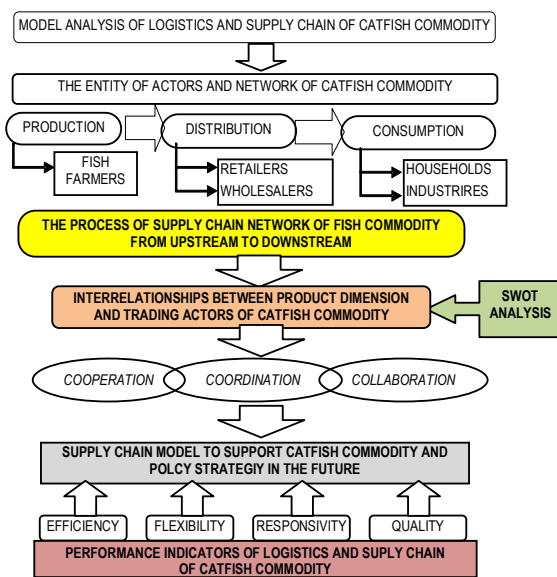 MODEL ANALYSIS OF LOGISTICS AND SUPPLY CHAIN OF CATFISH COMMODITY
THE ENTITY OF ACTORS AND NETWORK OF CATFISH COMMODITY
PRODUCTION
DISTRIBUTION
CONSUMPTION
FISH
FARMERS
RETAILERS
WHOLESALERS
HOUSEHOLDS
INDUSTRIRES
THE PROCESS OF SUPPLY CHAIN NETWORK OF FISH COMMODITY
FROM UPSTREAM TO DOWNSTREAM
INTERRELATIONSHIPS BETWEEN PRODUCT DIMENSION
AND TRADING ACTORS OF CATFISH COMMODITY
SWOT
ANALYSIS
COOPERATION
COORDINATION
COLLABORATION
SUPPLY CHAIN MODEL TO SUPPORT CATFISH COMMODITY AND
POLCY STRATEGIY IN THE FUTURE
EFFICIENCY
FLEXIBILITY
RESPONSIVITY
QUALITY
PERFORMANCE INDICATORS OF LOGISTICS AND SUPLY CHAIN
OF CATFISH COMMODITY